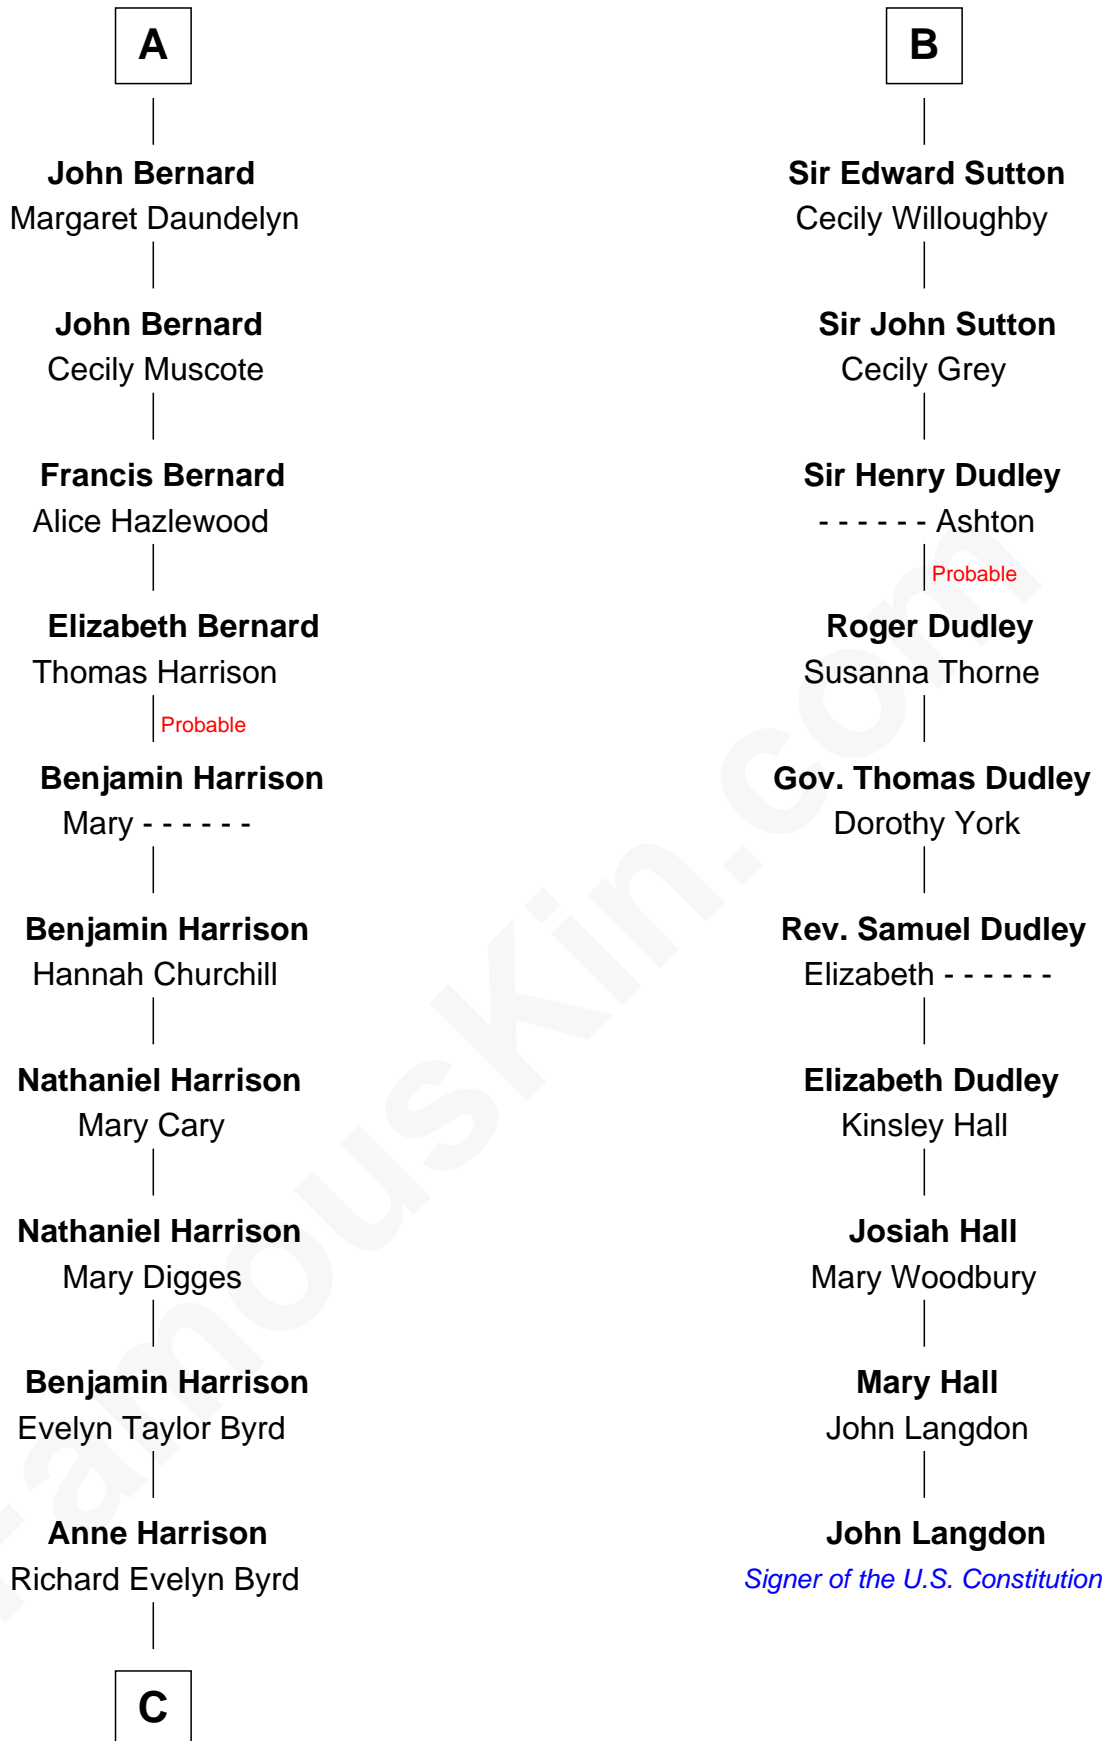 A
John Bernard
Margaret Daundelyn
John Bernard
Cecily Muscote
Francis Bernard
Alice Hazlewood
Elizabeth Bernard
Thomas Harrison
Probable
Benjamin Harrison
Mary - - - - - -
Benjamin Harrison
Hannah Churchill
Nathaniel Harrison
Mary Cary
Nathaniel Harrison
Mary Digges
Benjamin Harrison
Evelyn Taylor Byrd
Anne Harrison
Richard Evelyn Byrd
C
B
Sir Edward Sutton
Cecily Willoughby
Sir John Sutton
Cecily Grey
Sir Henry Dudley
- - - - - - Ashton
Probable
Roger Dudley
Susanna Thorne
Gov. Thomas Dudley
Dorothy York
Rev. Samuel Dudley
Elizabeth - - - - - -
Elizabeth Dudley
Kinsley Hall
Josiah Hall
Mary Woodbury
Mary Hall
John Langdon
John Langdon
Signer of the U.S. Constitution
FamousKin.com